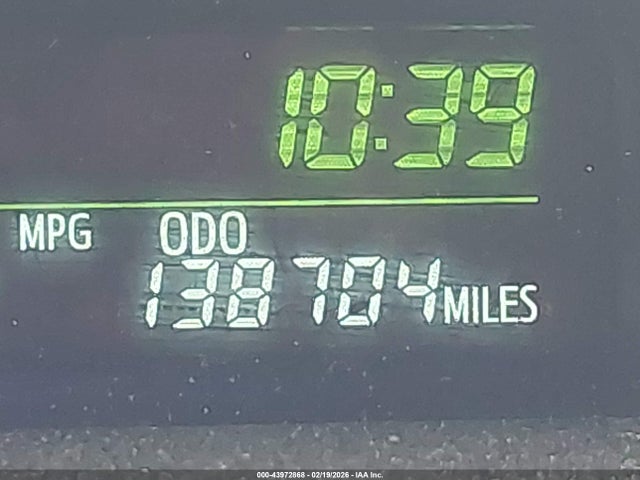 10:39
MPG ODO
138704 MILES
000-43972868 - 02/19/2026 - IAA Inc.